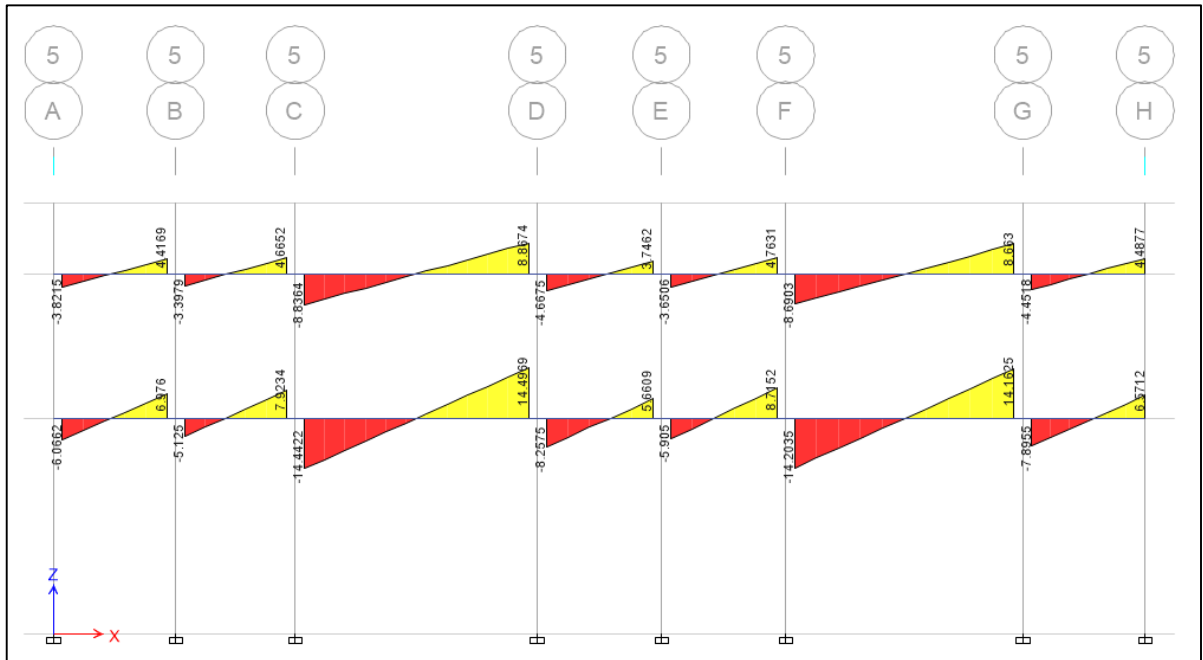 5 5 5 5 5 5 5 5
A B C D E F G H
-3.8215 4.4169 -3.3979 4.6652 -8.8364 8.8674 -4.6675 3.7462 -3.6506 4.7631 -8.6903 8.663 -4.4518 4.4877
-6.0662 6.976 -5.125 7.9234 -14.4422 14.4969 -8.2575 5.6609 -5.905 8.7152 -14.2035 14.1625 -7.8955 6.5712
Z
X